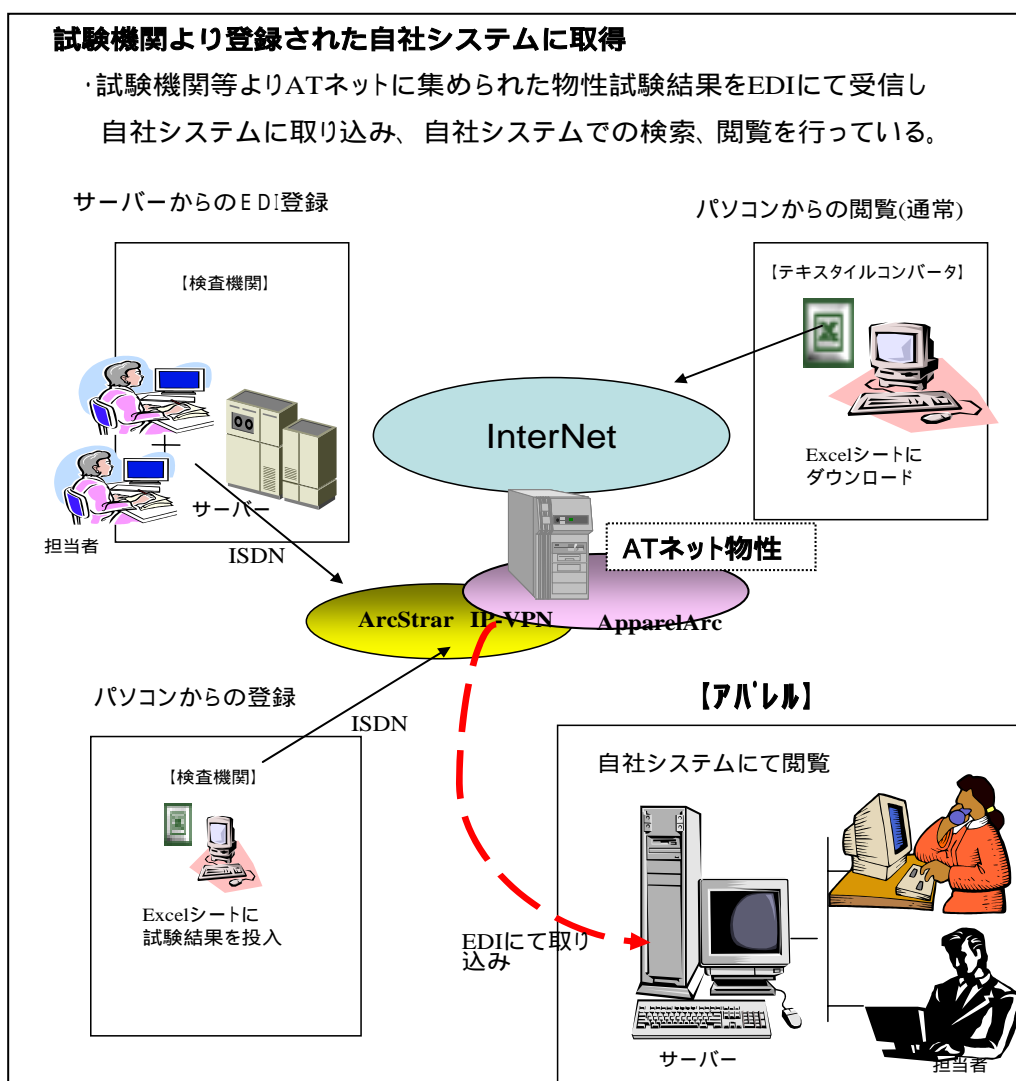 試験機関より登録された自社システムに取得
・試験機関等よりATネットに集められた物性試験結果をEDIにて受信し
自社システムに取り込み、自社システムでの検索、閲覧を行っている。
サーバーからのEDI登録
パソコンからの閲覧(通常)
【検査機関】
【テキスタイルコンバータ】
InterNet
Excelシートに
ダウンロード
サーバー
担当者
ISDN
ATネット物性
ArcStrar IP-VPN
ApparelArc
パソコンからの登録
ISDN
【アパレル】
【検査機関】
自社システムにて閲覧
Excelシートに
試験結果を投入
EDIにて取り
込み
サーバー
担当者